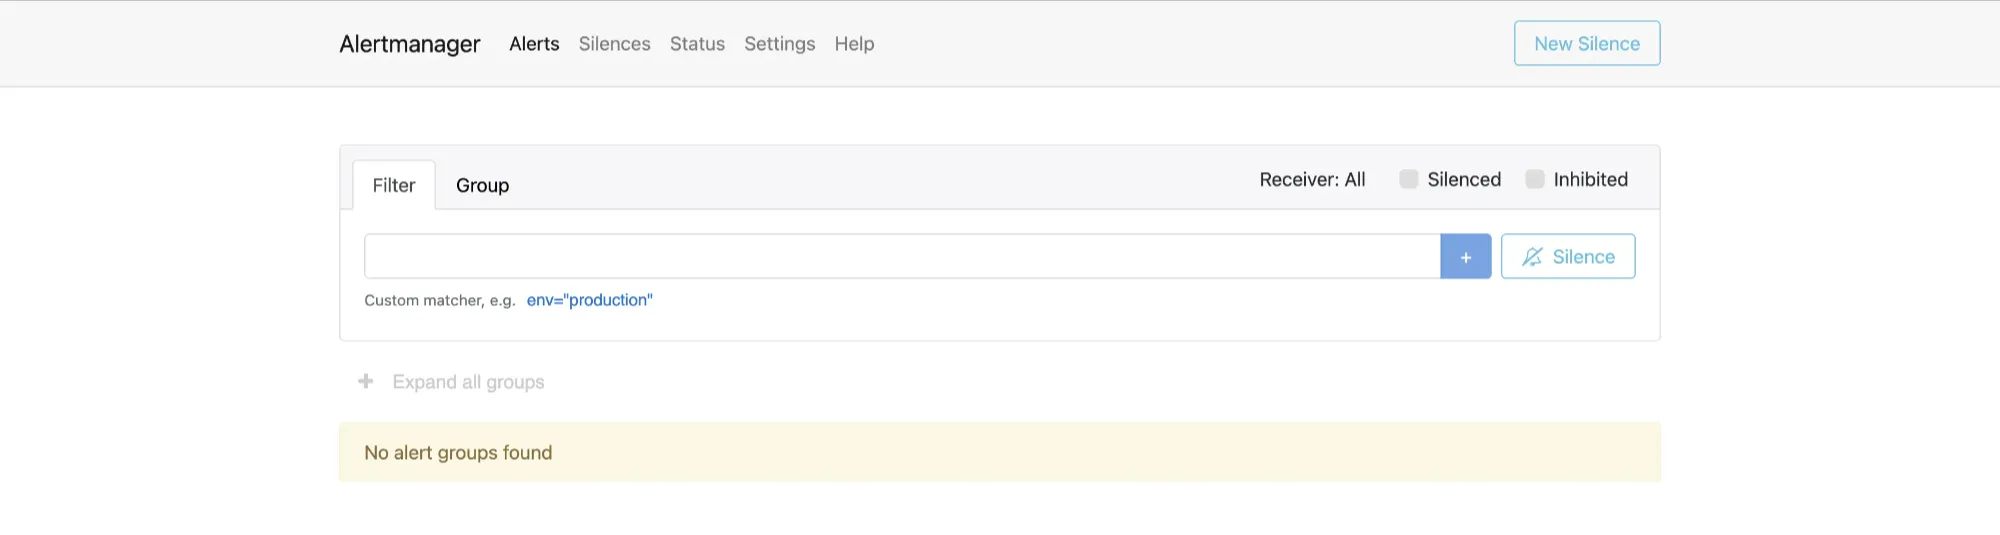 Alertmanager Alerts Silences Status Settings Help New Silence
Filter Group Receiver: All Silenced Inhibited
+ Silence
Custom matcher, e.g. env="production"
+ Expand all groups
No alert groups found